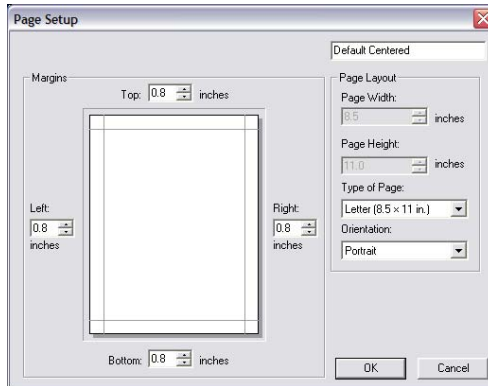 Page Setup
Default Centered
Margins
Top: 0.8 inches
Left:
0.8
inches
Right:
0.8
inches
Bottom: 0.8 inches
Page Layout
Page Width:
8.5 inches
Page Height:
11.0 inches
Type of Page:
Letter (8.5 × 11 in.)
Orientation:
Portrait
OK Cancel